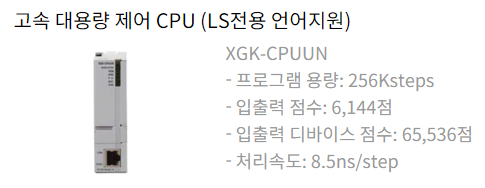 고속 대용량 제어 CPU (LS전용 언어지원)
XGK-CPUUN
- 프로그램 용량: 256Ksteps
- 입출력 점수: 6,144점
- 입출력 디바이스 점수: 65,536점
- 처리속도: 8.5ns/step